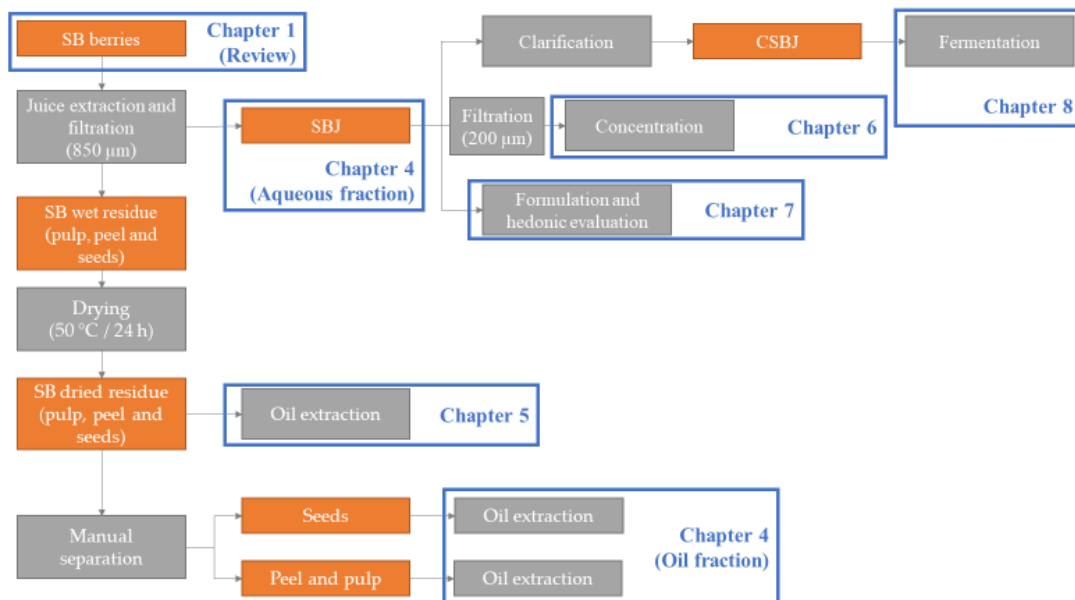 SB berries
Chapter 1
(Review)
Juice extraction and
filtration
(850 µm)
SBJ
Chapter 4
(Aqueous fraction)
Clarification
CSBJ
Fermentation
Chapter 8
Filtration
(200 µm)
Concentration
Chapter 6
Formulation and
hedonic evaluation
Chapter 7
SB wet residue
(pulp, peel and
seeds)
Drying
(50 °C / 24 h)
SB dried residue
(pulp, peel and
seeds)
Oil extraction
Chapter 5
Manual
separation
Seeds
Oil extraction
Peel and pulp
Oil extraction
Chapter 4
(Oil fraction)